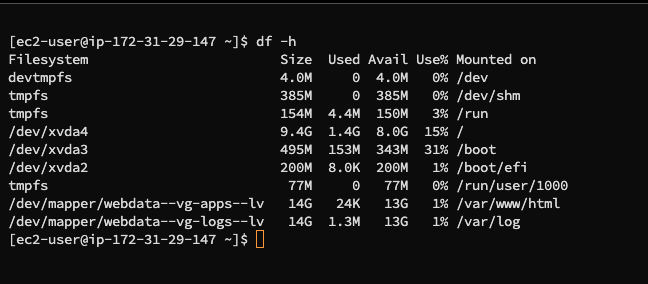 [ec2-user@ip-172-31-29-147 ~]$ df -h
Filesystem                       Size  Used Avail Use% Mounted on
devtmpfs                         4.0M     0  4.0M   0% /dev
tmpfs                            385M     0  385M   0% /dev/shm
tmpfs                            154M  4.4M  150M   3% /run
/dev/xvda4                       9.4G  1.4G  8.0G  15% /
/dev/xvda3                       495M  153M  343M  31% /boot
/dev/xvda2                       200M  8.0K  200M   1% /boot/efi
tmpfs                             77M     0   77M   0% /run/user/1000
/dev/mapper/webdata--vg-apps--lv   14G   24K   13G   1% /var/www/html
/dev/mapper/webdata--vg-logs--lv   14G  1.3M   13G   1% /var/log
[ec2-user@ip-172-31-29-147 ~]$